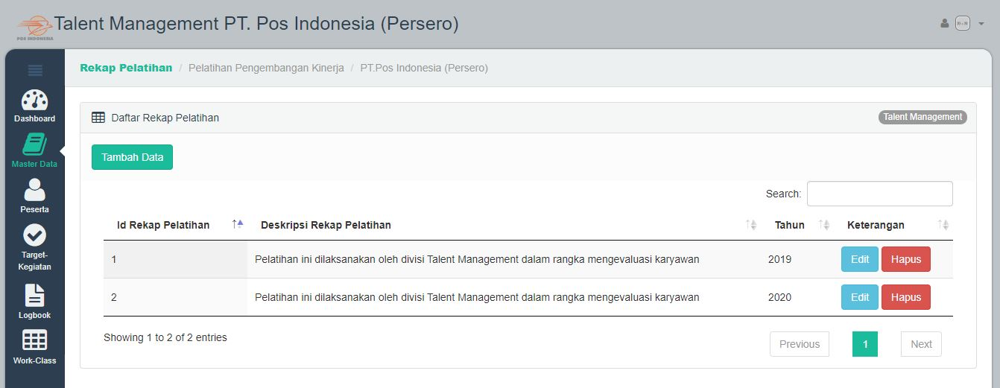 Talent Management PT. Pos Indonesia (Persero)
POS INDONESIA
Rekap Pelatihan / Pelatihan Pengembangan Kinerja / PT.Pos Indonesia (Persero)
Dashboard
Master Data
Peserta
Target-
Kegiatan
Logbook
Work-Class
Daftar Rekap Pelatihan
Talent Management
Tambah Data
Search:
Id Rekap Pelatihan Deskripsi Rekap Pelatihan Tahun Keterangan
1 Pelatihan ini dilaksanakan oleh divisi Talent Management dalam rangka mengevaluasi karyawan 2019 Edit Hapus
2 Pelatihan ini dilaksanakan oleh divisi Talent Management dalam rangka mengevaluasi karyawan 2020 Edit Hapus
Showing 1 to 2 of 2 entries
Previous 1 Next